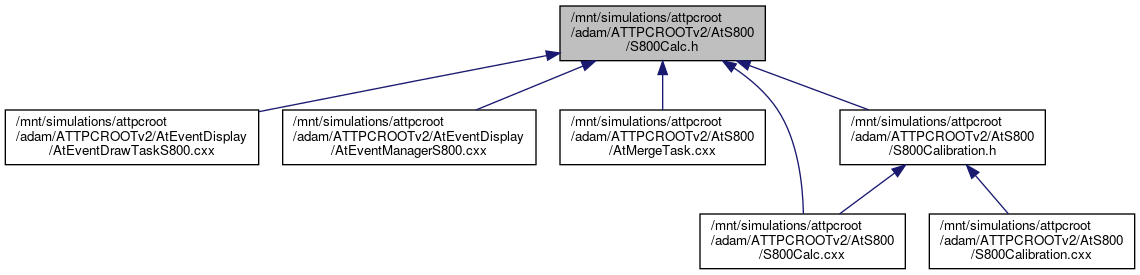 /mnt/simulations/attpcroot
/adam/ATTPCROOTv2/AtS800
/S800Calc.h
/mnt/simulations/attpcroot
/adam/ATTPCROOTv2/AtEventDisplay
/AtEventDrawTaskS800.cxx
/mnt/simulations/attpcroot
/adam/ATTPCROOTv2/AtEventDisplay
/AtEventManagerS800.cxx
/mnt/simulations/attpcroot
/adam/ATTPCROOTv2/AtS800
/AtMergeTask.cxx
/mnt/simulations/attpcroot
/adam/ATTPCROOTv2/AtS800
/S800Calibration.h
/mnt/simulations/attpcroot
/adam/ATTPCROOTv2/AtS800
/S800Calc.cxx
/mnt/simulations/attpcroot
/adam/ATTPCROOTv2/AtS800
/S800Calibration.cxx